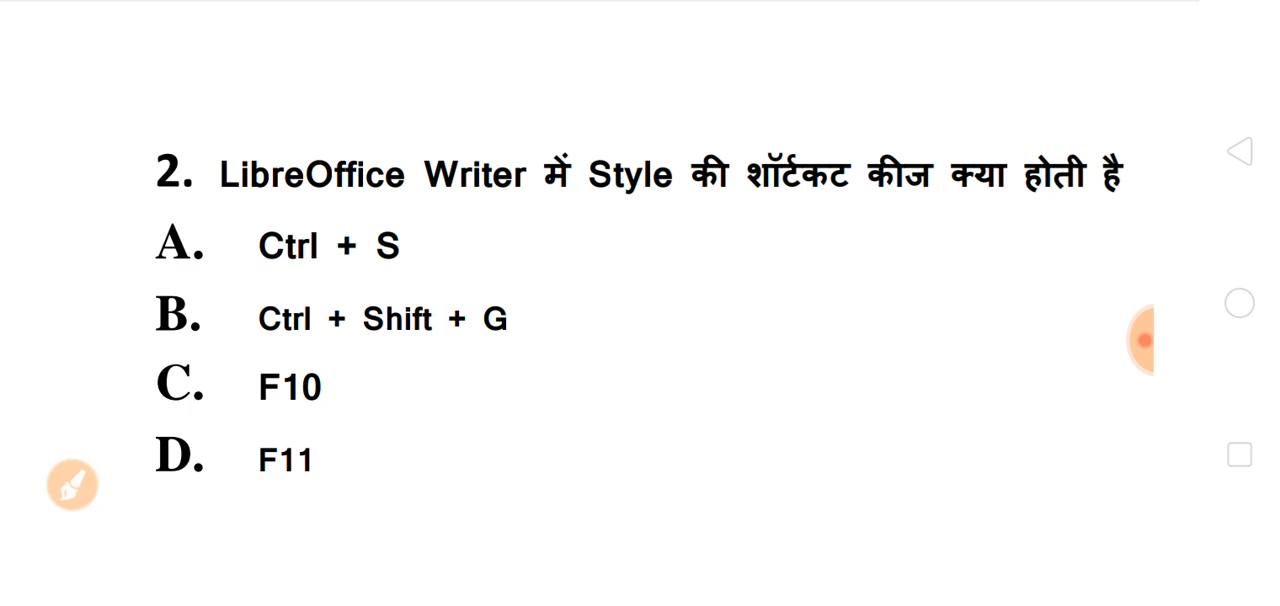 2. LibreOffice Writer में Style की शॉर्टकट कीज क्या होती है
A. Ctrl + S
B. Ctrl + Shift + G
C. F10
D. F11